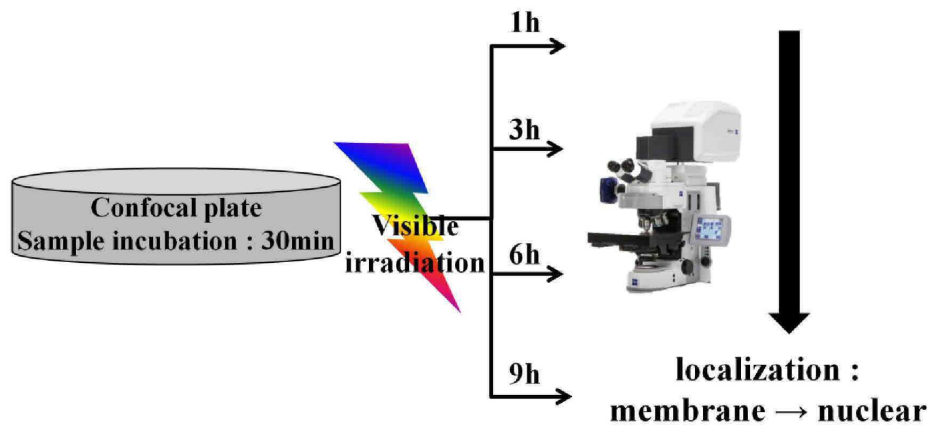 1h
3h
Confocal plate
Sample incubation : 30min
Visible
irradiation
6h
9h
localization :
membrane → nuclear